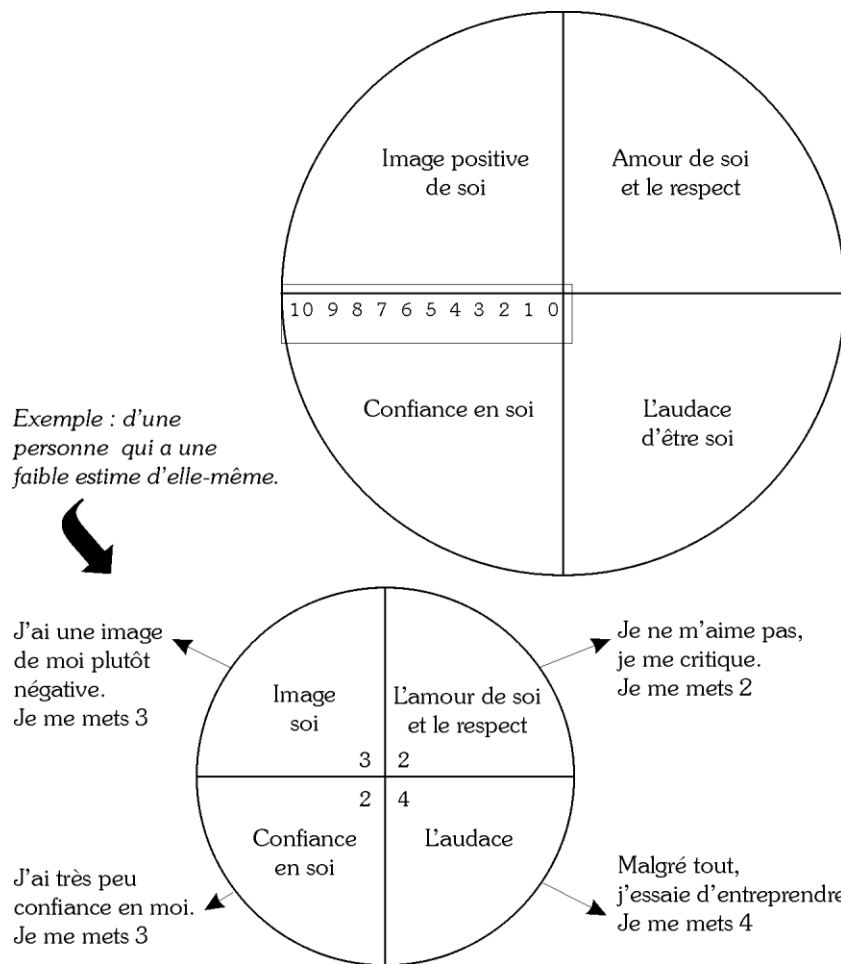 Image positive
de soi
Amour de soi
et le respect
10 9 8 7 6 5 4 3 2 1 0
Confiance en soi
L'audace
d'être soi
Exemple : d'une
personne qui a une
faible estime d'elle-même.
J'ai une image
de moi plutôt
négative.
Je me mets 3
Je ne m'aime pas,
je me critique.
Je me mets 2
Image
soi
L'amour de soi
et le respect
3 2
2 4
Confiance
en soi
L'audace
J'ai très peu
confiance en moi.
Je me mets 3
Malgré tout,
j'essaie d'entreprendre
Je me mets 4